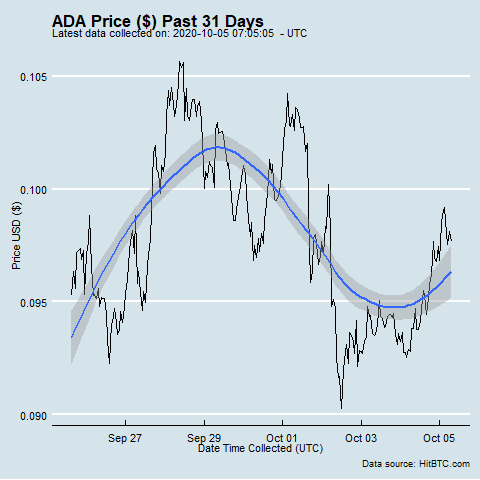 ADA Price ($) Past 31 Days
Latest data collected on: 2020-10-05 07:05:05 - UTC
0.105
0.100
0.095
0.090
Price USD ($)
Sep 27
Sep 29
Oct 01
Oct 03
Oct 05
Date Time Collected (UTC)
Data source: HitBTC.com